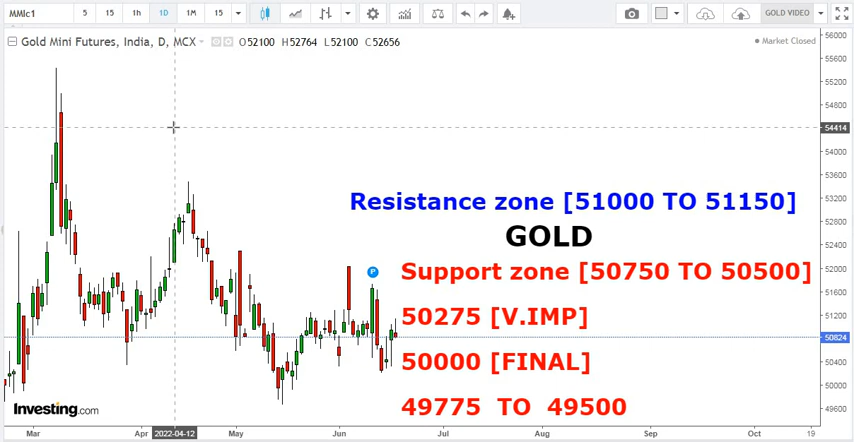 MMIc1 5 15 1H 1D 1M 15 GOLD VIDEO
Gold Mini Futures, India, D, MCX O52100 H52764 L52100 C52656
Market Closed
56000
55200
54800
54414
54000
53600
53200
52800
52400
52000
51600
51200
50824
50400
50000
49600
Resistance zone [51000 TO 51150]
GOLD
Support zone [50750 TO 50500]
P
50275 [V.IMP]
50000 [FINAL]
49775 TO 49500
Investing.com
Mar Apr 2022-04-12 May Jun Jul Aug Sep Oct 19